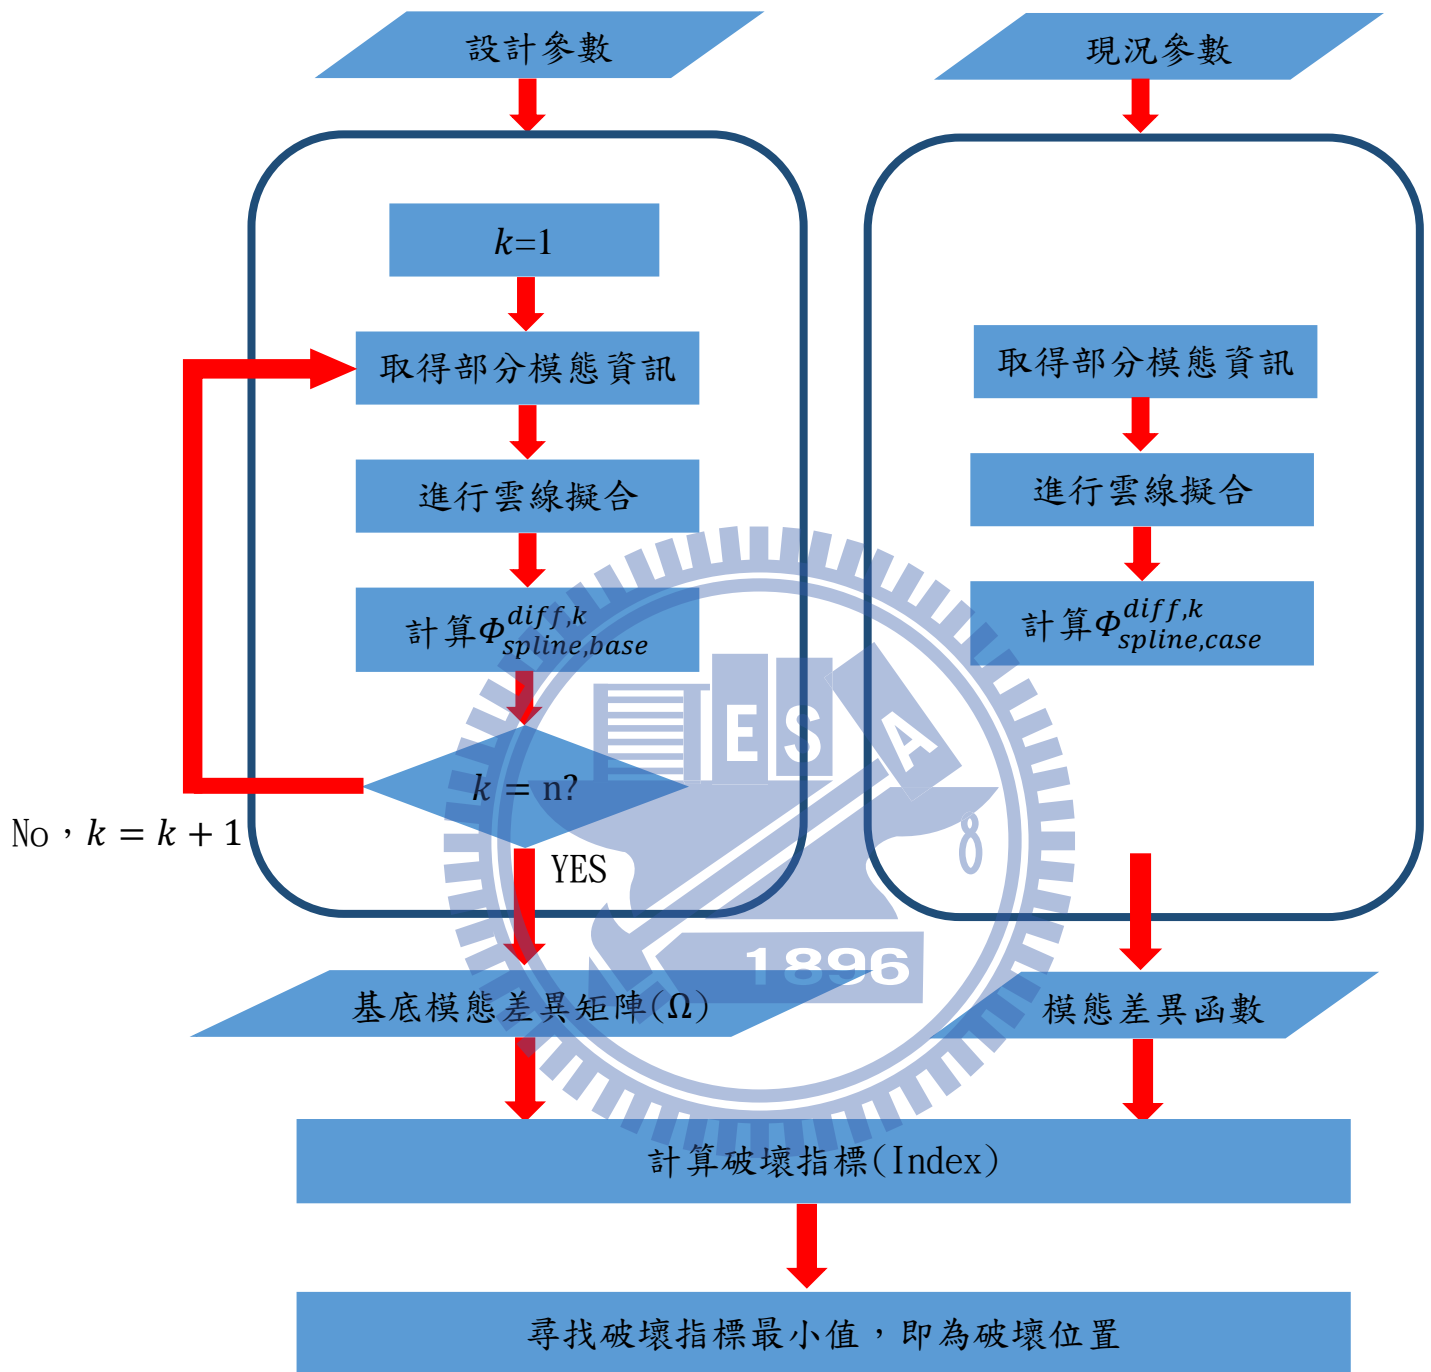 設計參數
k=1
取得部分模態資訊
進行雲線擬合
計算Φ^{diff,k}_{spline,base}
k = n?
No，k = k + 1
YES
基底模態差異矩陣(Ω)
現況參數
取得部分模態資訊
進行雲線擬合
計算Φ^{diff,k}_{spline,case}
模態差異函數
計算破壞指標(Index)
尋找破壞指標最小值，即為破壞位置
E S A
8
1896